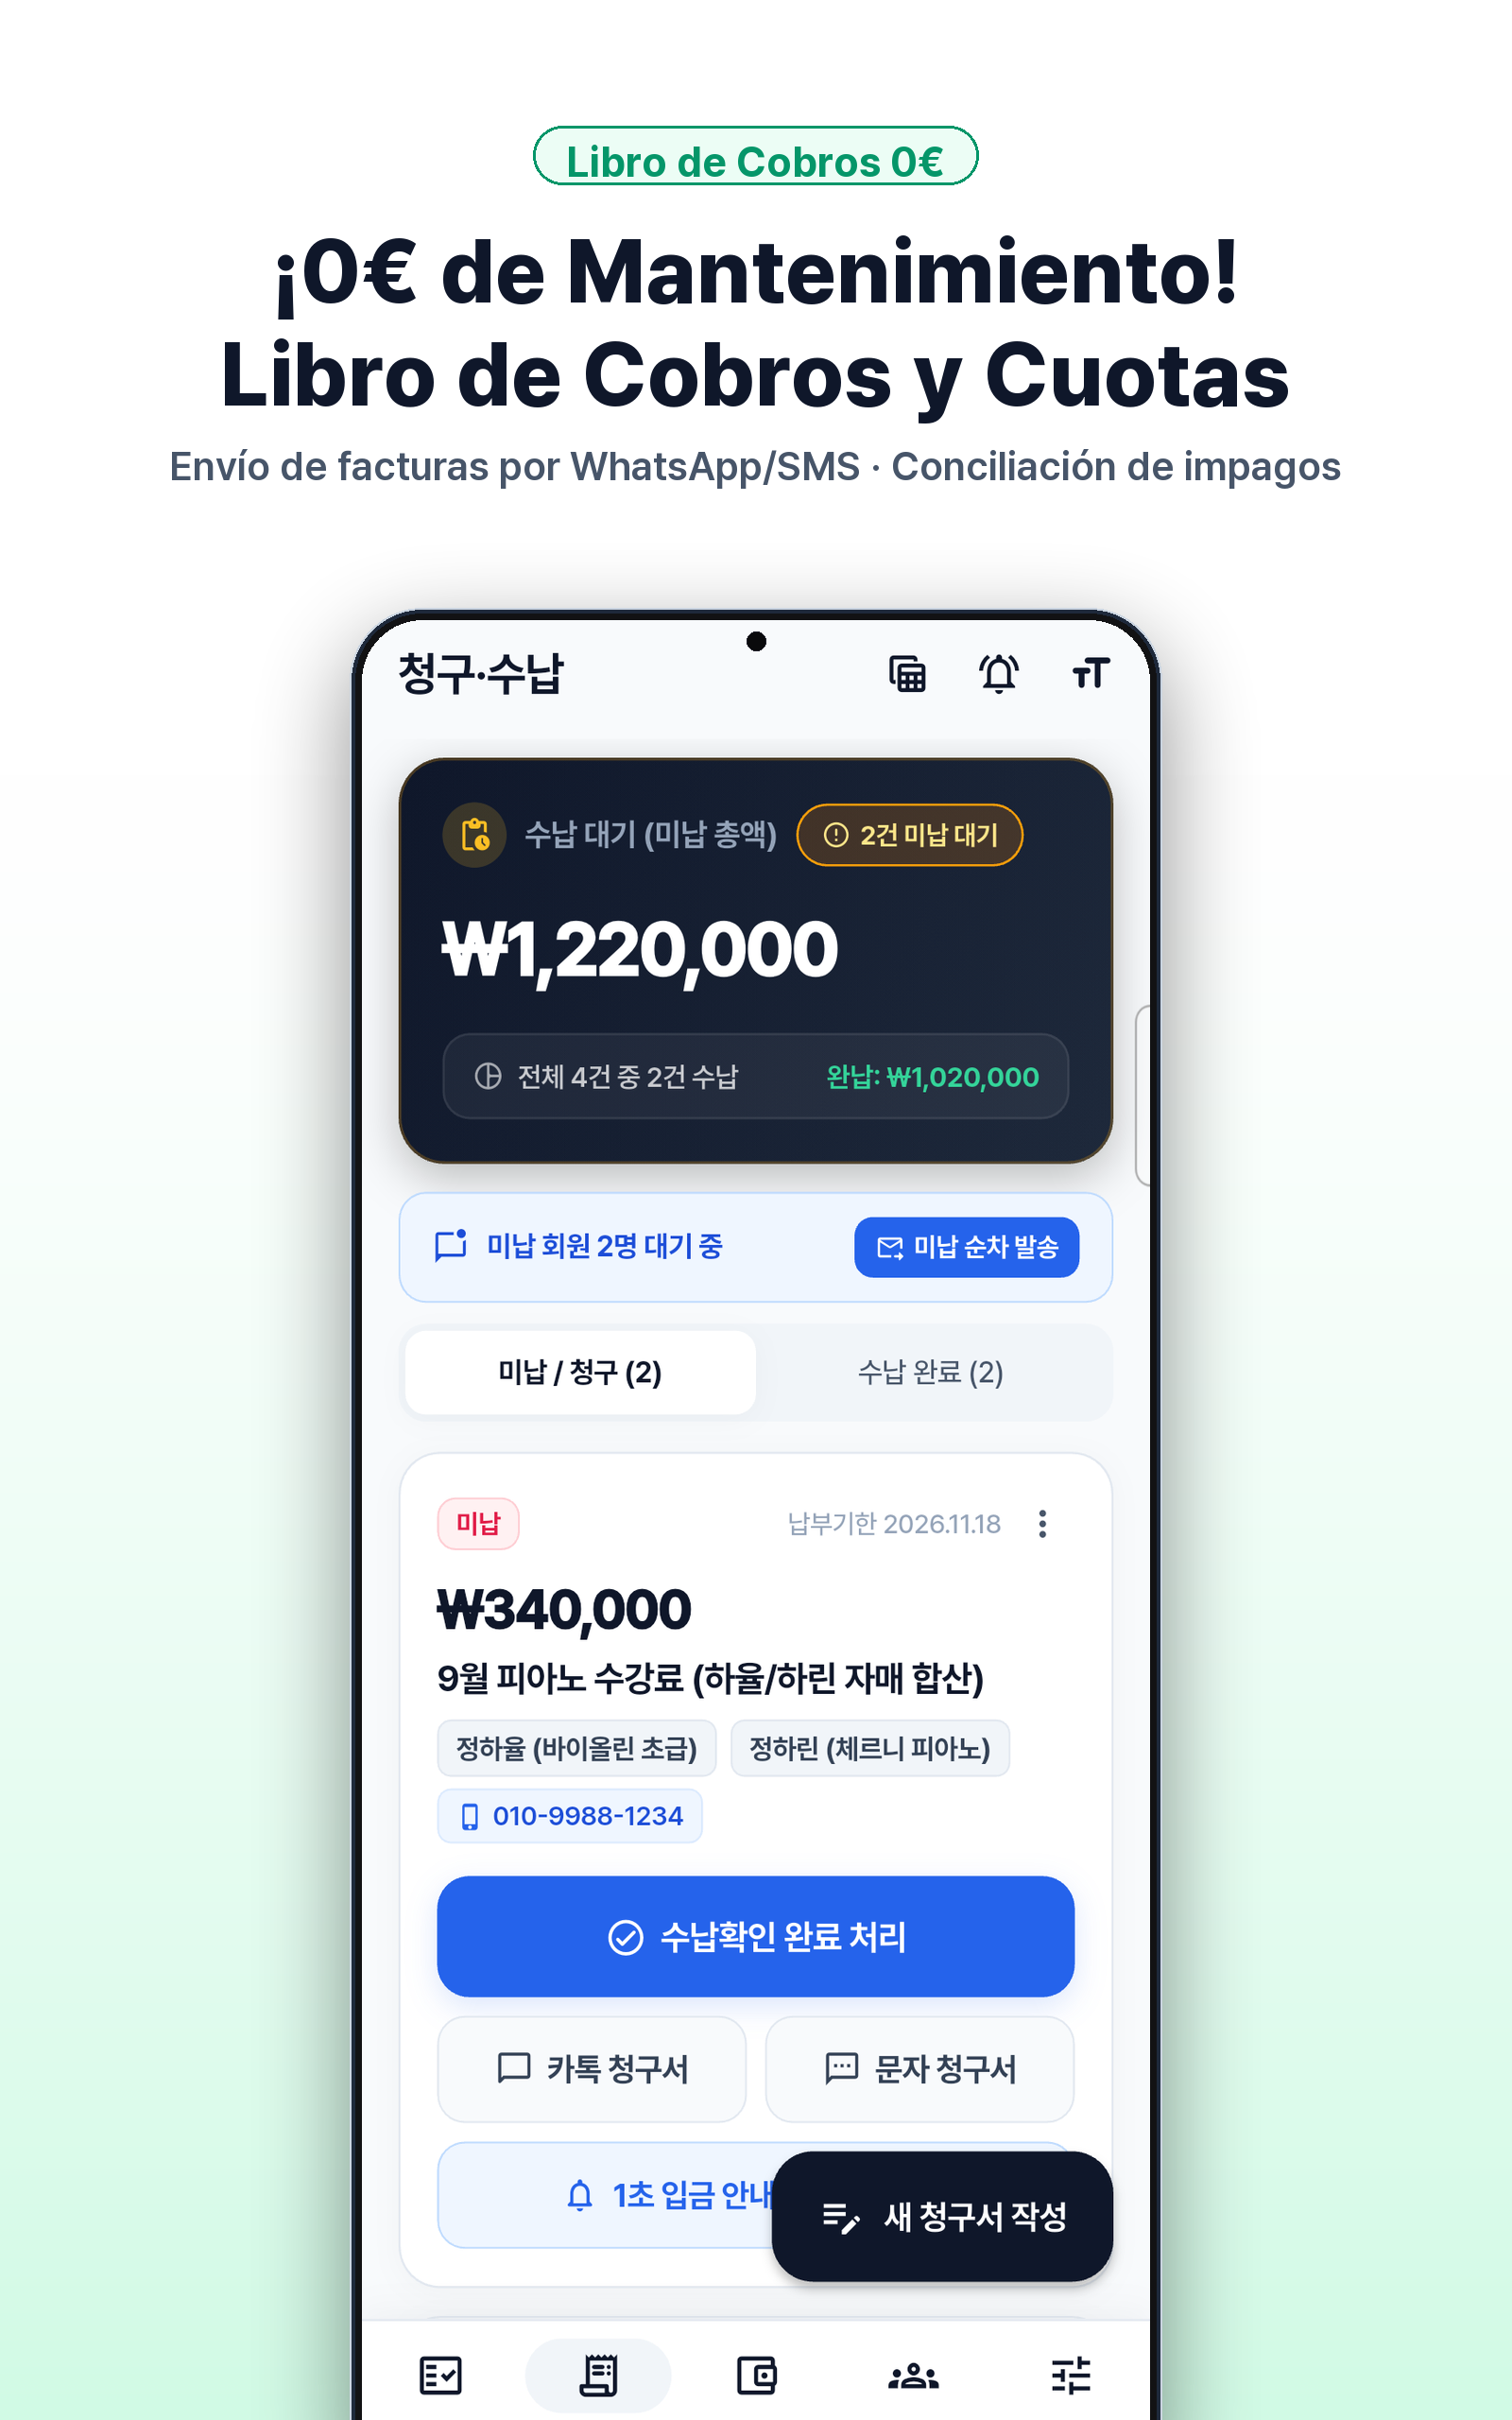 Libro de Cobros 0€
¡0€ de Mantenimiento!
Libro de Cobros y Cuotas
Envío de facturas por WhatsApp/SMS · Conciliación de impagos
청구·수납
수납 대기 (미납 총액)
2건 미납 대기
₩1,220,000
전체 4건 중 2건 수납
완납: ₩1,020,000
미납 회원 2명 대기 중
미납 순차 발송
미납 / 청구 (2)
수납 완료 (2)
미납
납부기한 2026.11.18
₩340,000
9월 피아노 수강료 (하율/하린 자매 합산)
정하율 (바이올린 초급)
정하린 (체르니 피아노)
010-9988-1234
수납확인 완료 처리
카톡 청구서
문자 청구서
1초 입금 안내
새 청구서 작성